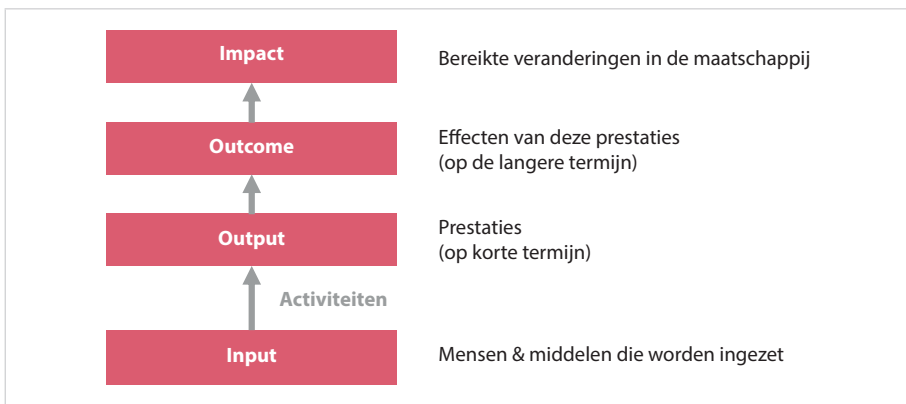 Impact
Bereikte veranderingen in de maatschappij
Outcome
Effecten van deze prestaties
(op de langere termijn)
Output
Prestaties
(op korte termijn)
Activiteiten
Input
Mensen & middelen die worden ingezet